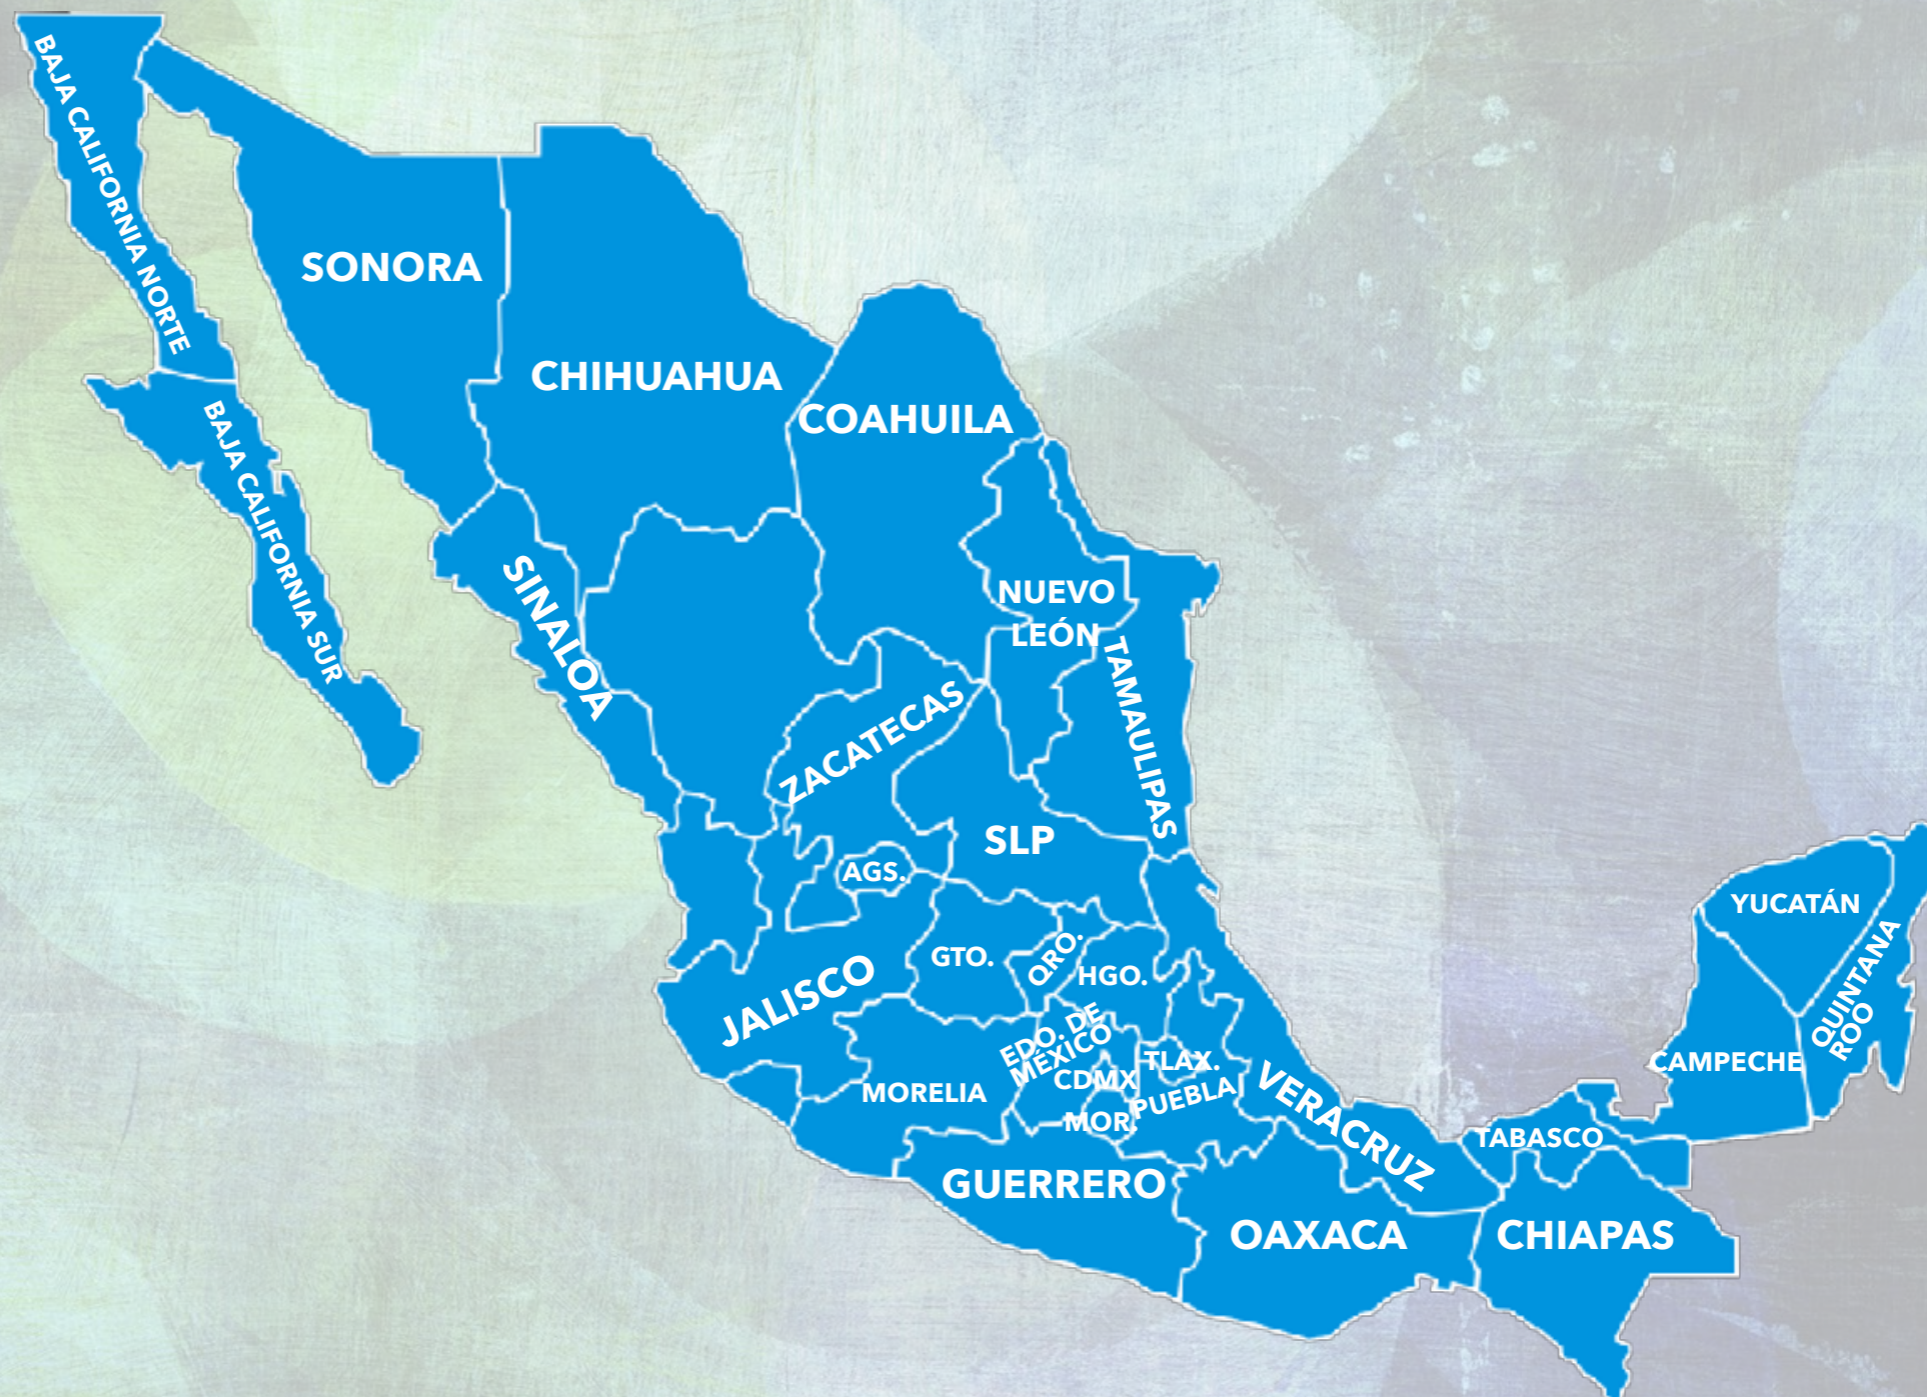 BAJA CALIFORNIA NORTE
SONORA
CHIHUAHUA
COAHUILA
BAJA CALIFORNIA SUR
SINALOA
NUEVO
LEÓN
TAMAULIPAS
ZACATECAS
SLP
AGS.
JALISCO
GTO.
QRO.
HGO.
EDO. DE
MÉXICO
CDMX
TLAX.
PUEBLA
MOR.
MORELIA
VERACRUZ
GUERRERO
OAXACA
CHIAPAS
TABASCO
CAMPECHE
YUCATÁN
QUINTANA
ROO